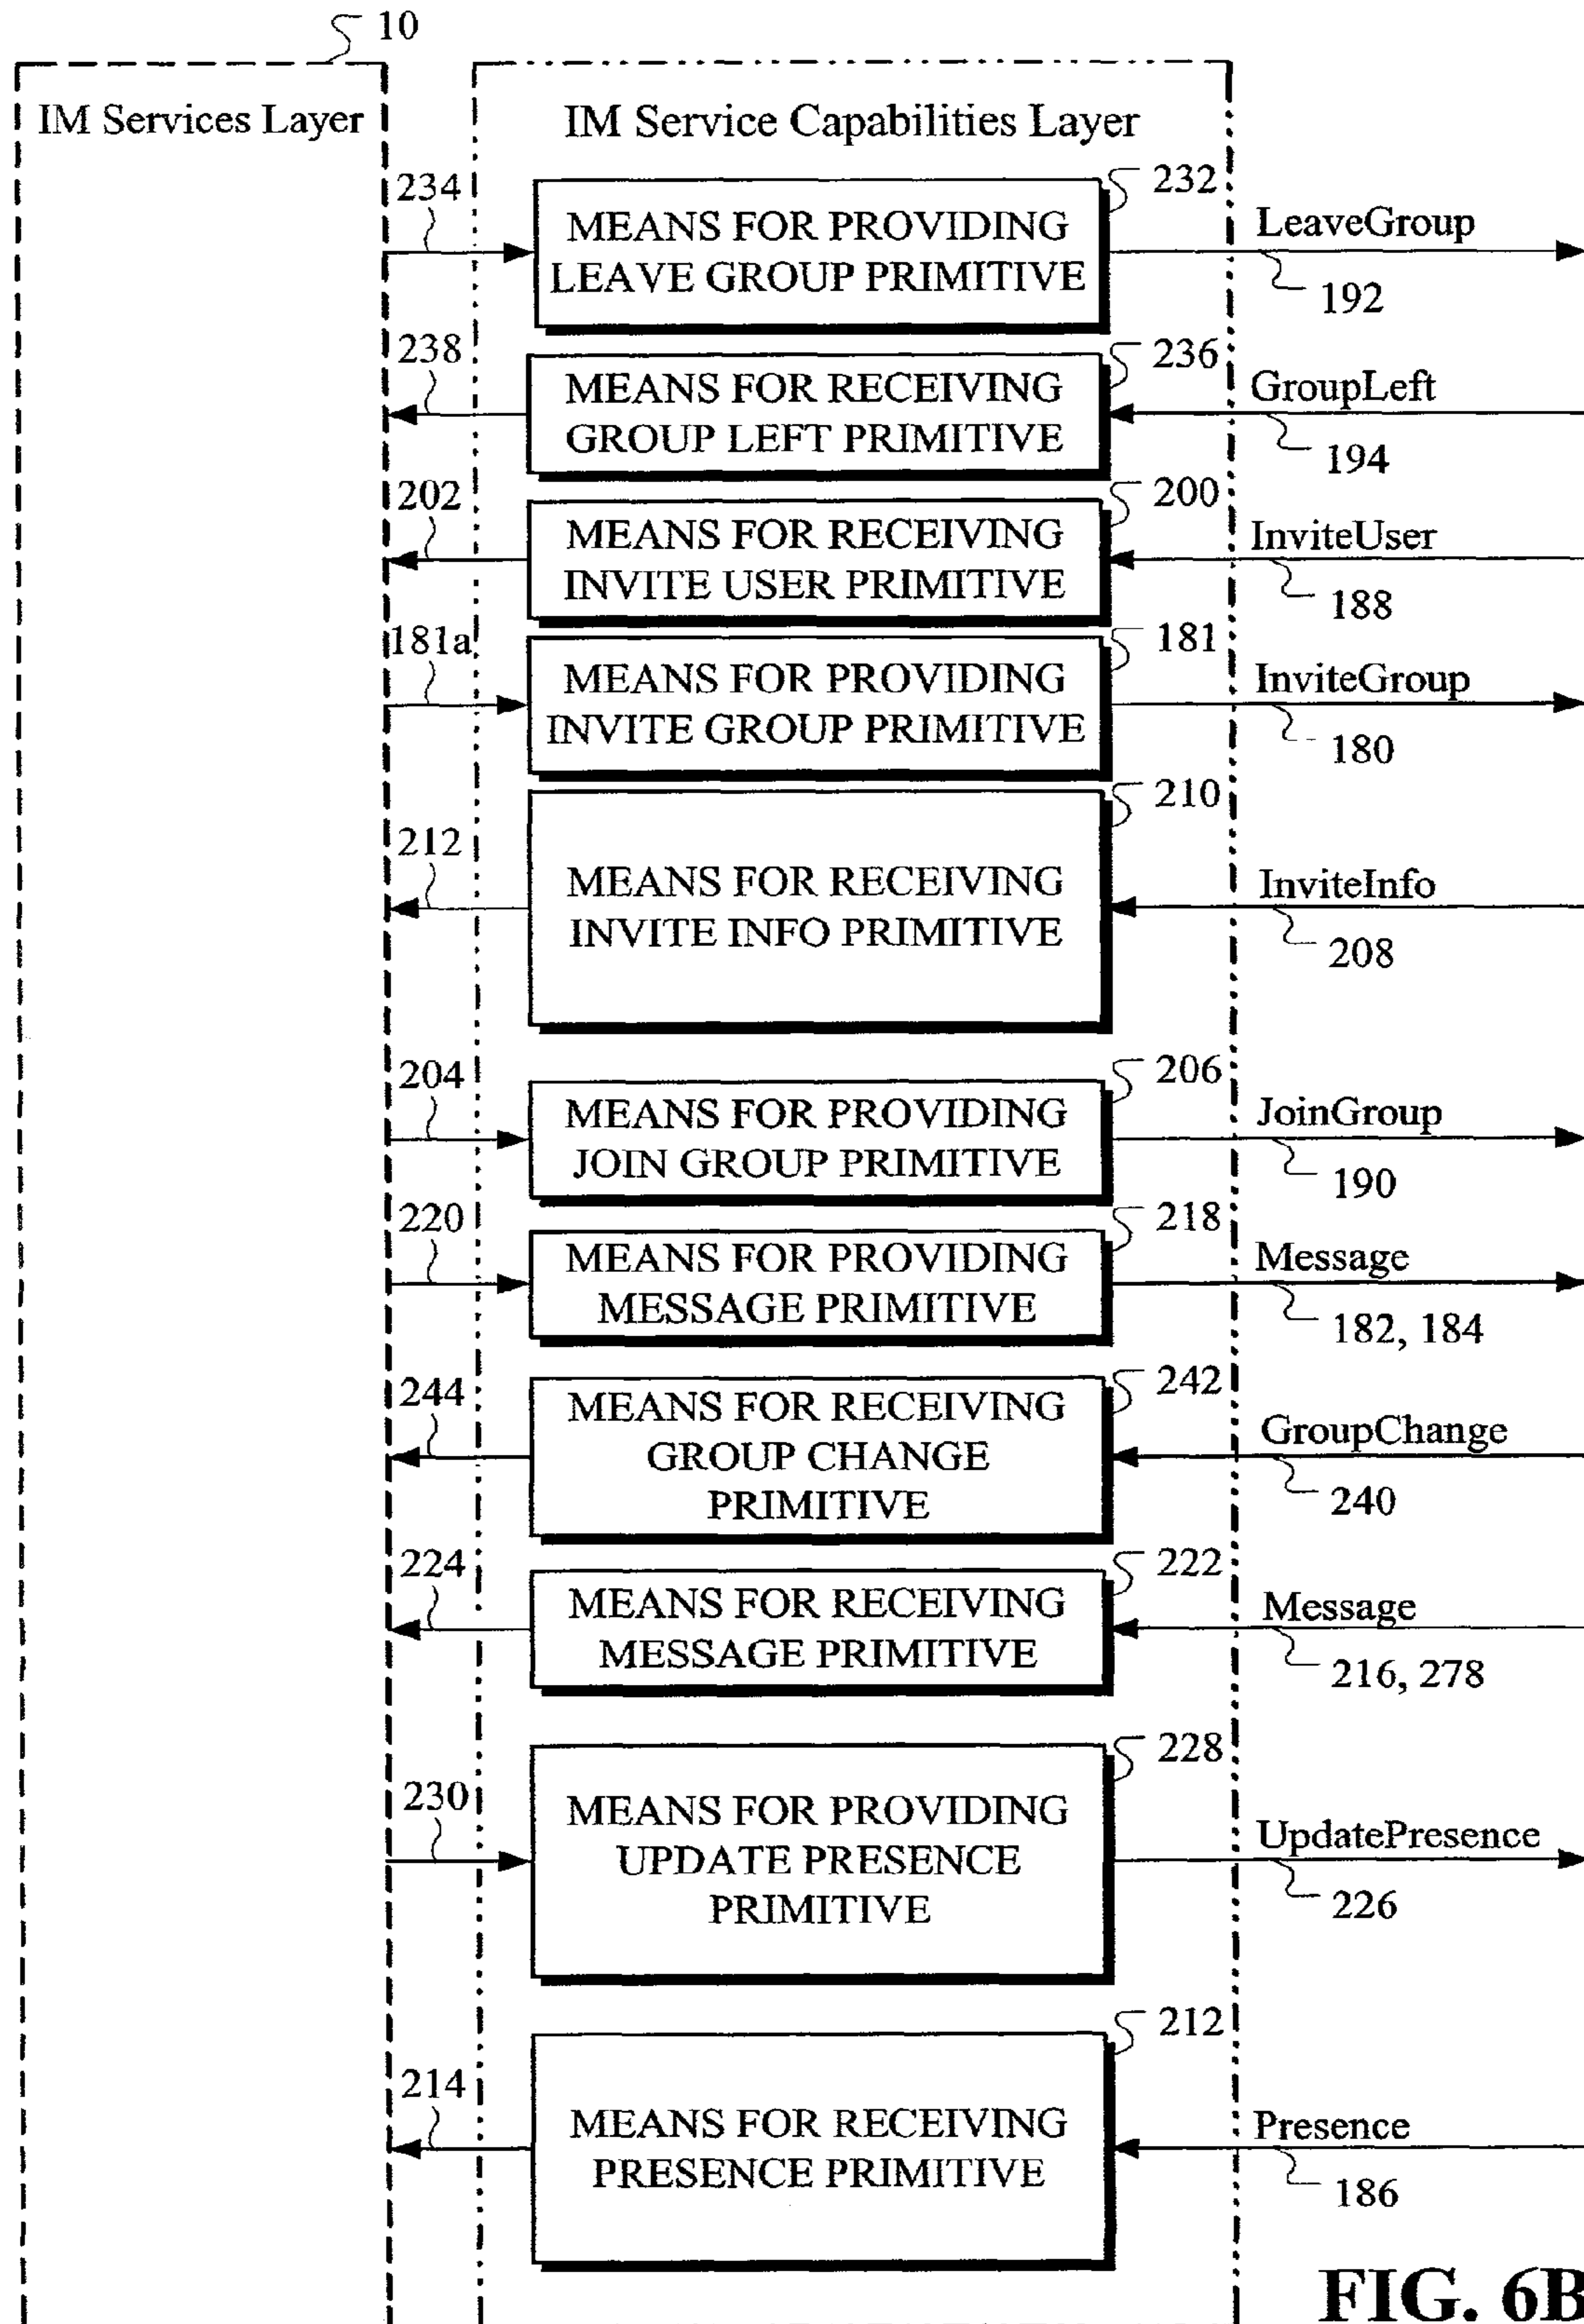 10
IM Services Layer
IM Service Capabilities Layer
234
MEANS FOR PROVIDING
LEAVE GROUP PRIMITIVE
232
LeaveGroup
192
238
MEANS FOR RECEIVING
GROUP LEFT PRIMITIVE
236
GroupLeft
194
202
MEANS FOR RECEIVING
INVITE USER PRIMITIVE
200
InviteUser
188
181a
MEANS FOR PROVIDING
INVITE GROUP PRIMITIVE
181
InviteGroup
180
212
MEANS FOR RECEIVING
INVITE INFO PRIMITIVE
210
InviteInfo
208
204
MEANS FOR PROVIDING
JOIN GROUP PRIMITIVE
206
JoinGroup
190
220
MEANS FOR PROVIDING
MESSAGE PRIMITIVE
218
Message
182, 184
244
MEANS FOR RECEIVING
GROUP CHANGE
PRIMITIVE
242
GroupChange
240
224
MEANS FOR RECEIVING
MESSAGE PRIMITIVE
222
Message
216, 278
230
MEANS FOR PROVIDING
UPDATE PRESENCE
PRIMITIVE
228
UpdatePresence
226
214
MEANS FOR RECEIVING
PRESENCE PRIMITIVE
212
Presence
186
FIG. 6B